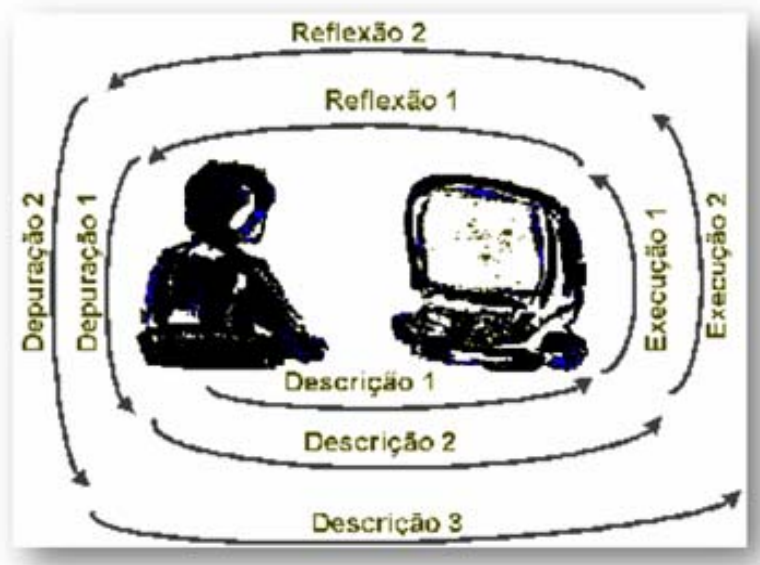 Reflexão 2
Reflexão 1
Depuração 2
Depuração 1
Execução 1
Execução 2
Descrição 1
Descrição 2
Descrição 3